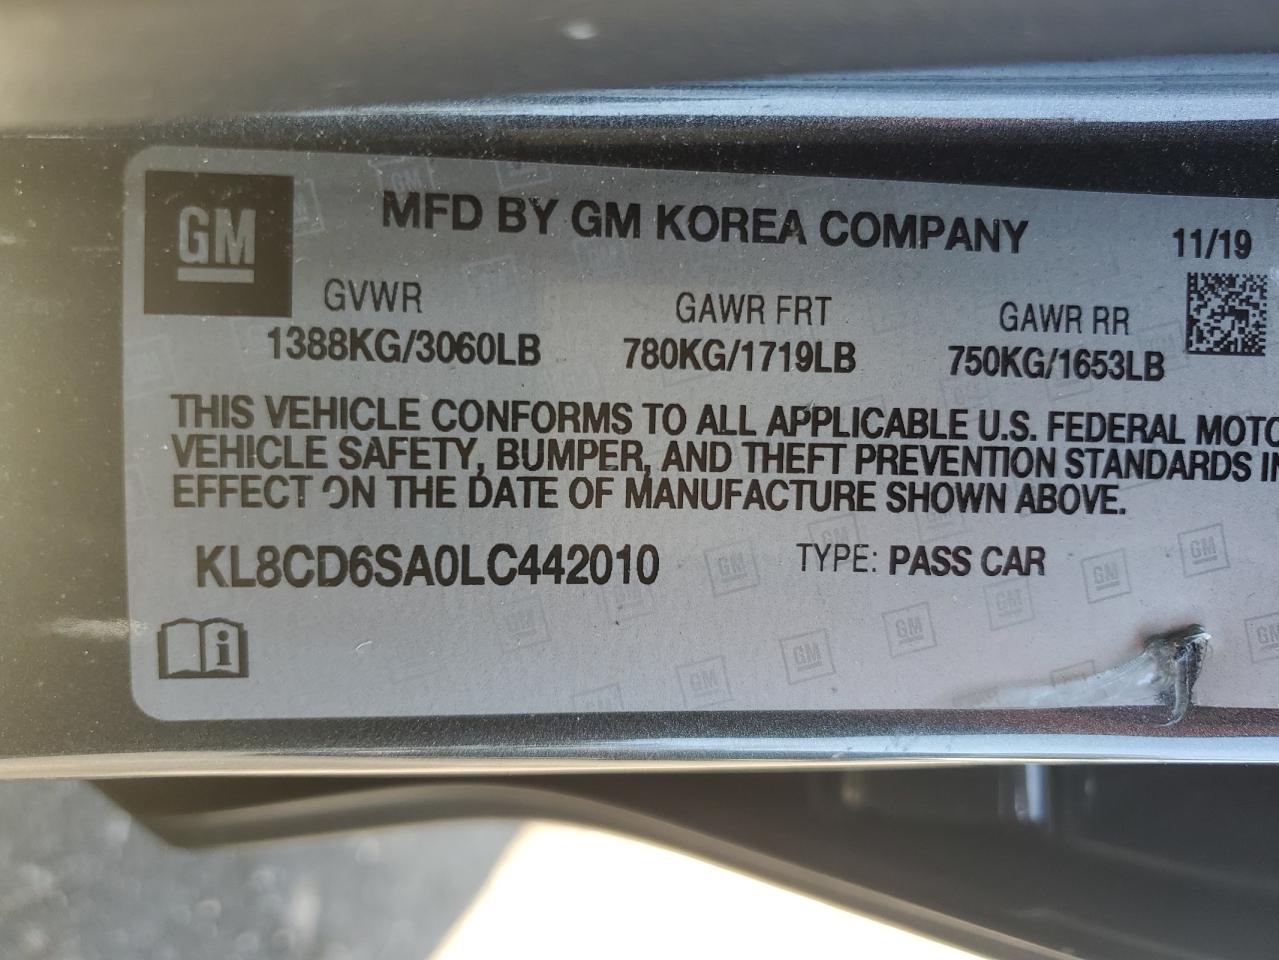 GM
MFD BY GM KOREA COMPANY
11/19
GVWR GAWR FRT GAWR RR
1388KG/3060LB 780KG/1719LB 750KG/1653LB
THIS VEHICLE CONFORMS TO ALL APPLICABLE U.S. FEDERAL MOTO
VEHICLE SAFETY, BUMPER, AND THEFT PREVENTION STANDARDS IN
EFFECT ON THE DATE OF MANUFACTURE SHOWN ABOVE.
KL8CD6SA0LC442010 TYPE: PASS CAR